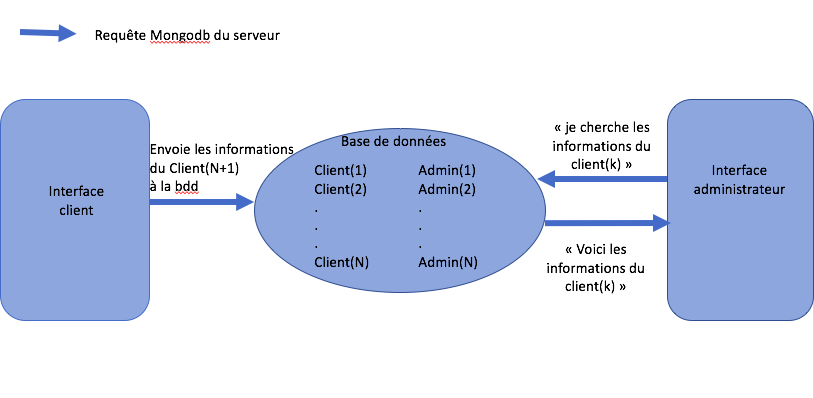 Requête Mongodb du serveur
Interface
client
Envoie les informations
du Client(N+1)
à la bdd
Base de données
Client(1) Admin(1)
Client(2) Admin(2)
. .
. .
. .
Client(N) Admin(N)
« je cherche les
informations du
client(k) »
« Voici les
informations du
client(k) »
Interface
administrateur